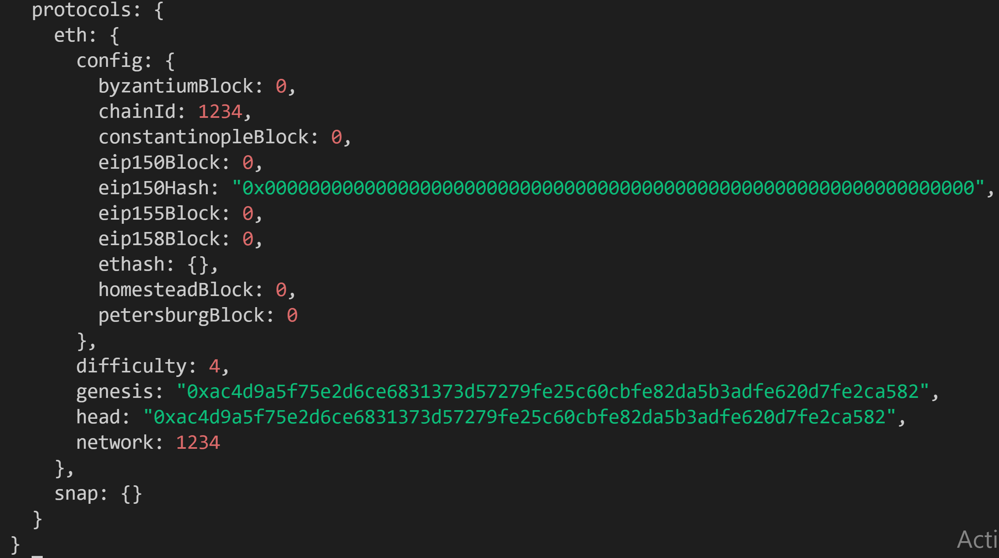 protocols: {
eth: {
config: {
byzantiumBlock: 0,
chainId: 1234,
constantinopleBlock: 0,
eip150Block: 0,
eip150Hash: "0x0000000000000000000000000000000000000000000000000000000000000000",
eip155Block: 0,
eip158Block: 0,
ethash: {},
homesteadBlock: 0,
petersburgBlock: 0
},
difficulty: 4,
genesis: "0xac4d9a5f75e2d6ce6831373d57279fe25c60cbfe82da5b3adfe620d7fe2ca582",
head: "0xac4d9a5f75e2d6ce6831373d57279fe25c60cbfe82da5b3adfe620d7fe2ca582",
network: 1234
},
snap: {}
}
}
Acti